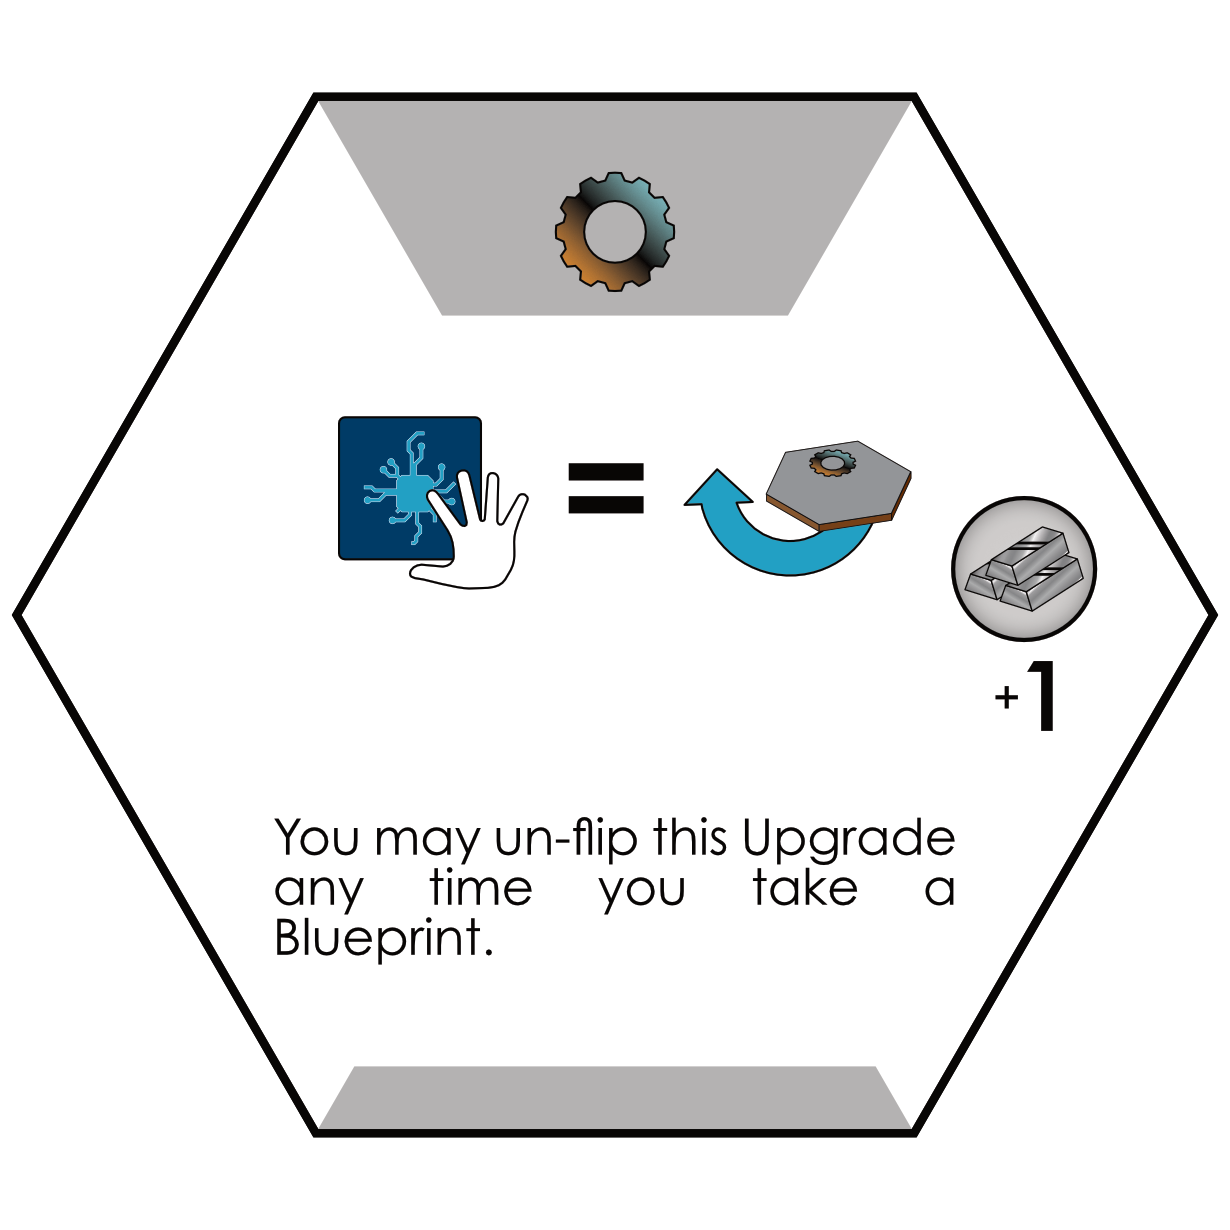 =
+1
You may un-flip this Upgrade
any time you take a
Blueprint.